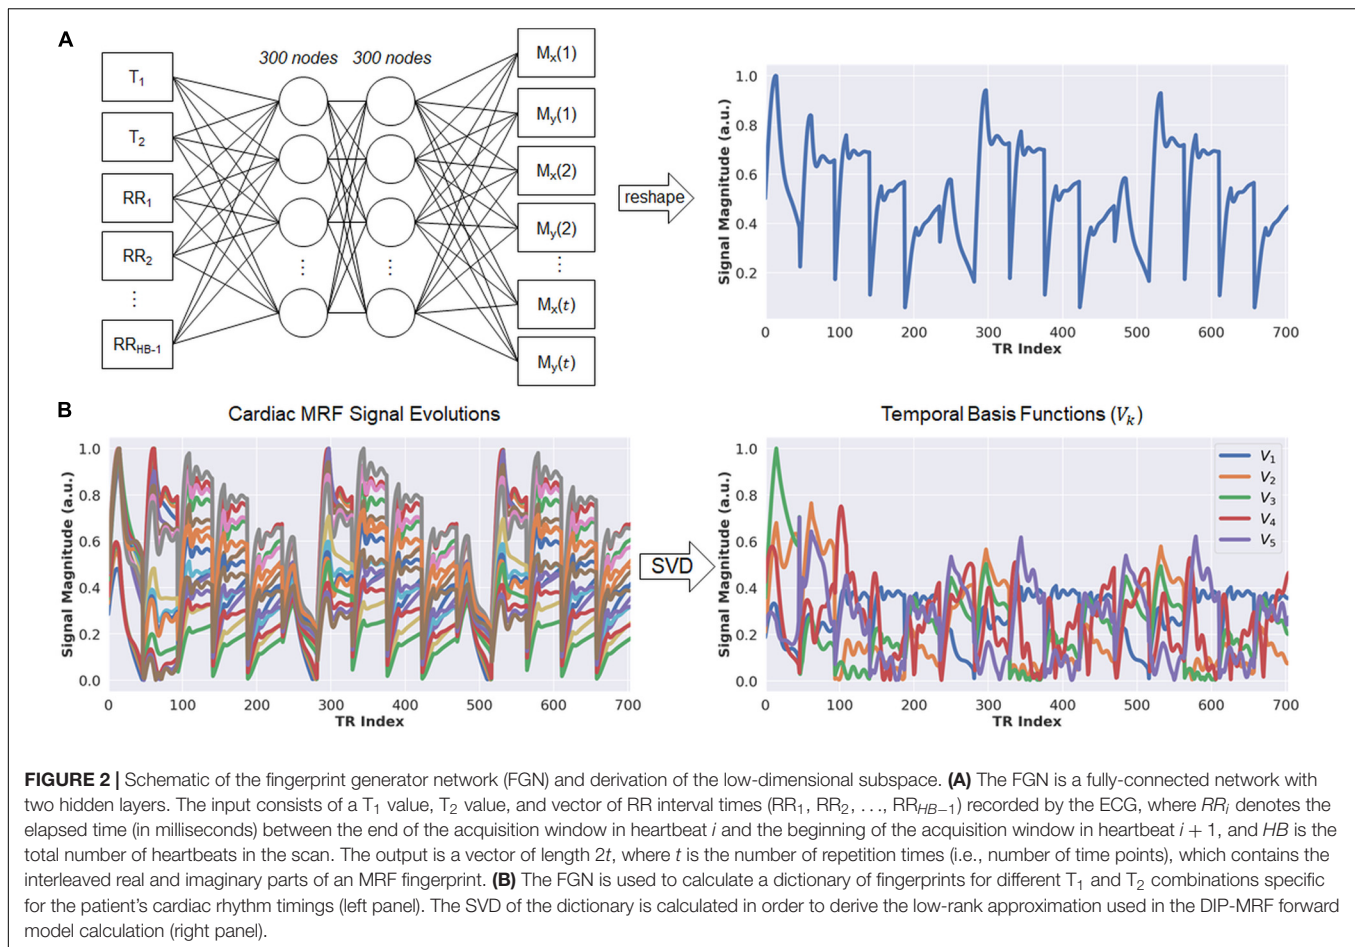 A
300 nodes 300 nodes
T1
T2
RR1
RR2
⋮
RRHB-1
⋮
⋮
Mx(1)
My(1)
Mx(2)
My(2)
⋮
Mx(t)
My(t)
reshape
Signal Magnitude (a.u.)
1.0
0.8
0.6
0.4
0.2
0 100 200 300 400 500 600 700
TR Index
B
Cardiac MRF Signal Evolutions
Signal Magnitude (a.u.)
1.0
0.8
0.6
0.4
0.2
0.0
0 100 200 300 400 500 600 700
TR Index
SVD
Temporal Basis Functions (Vk)
Signal Magnitude (a.u.)
1.0
0.8
0.6
0.4
0.2
0.0
0 100 200 300 400 500 600 700
TR Index
V1
V2
V3
V4
V5
FIGURE 2 | Schematic of the fingerprint generator network (FGN) and derivation of the low-dimensional subspace. (A) The FGN is a fully-connected network with
two hidden layers. The input consists of a T1 value, T2 value, and vector of RR interval times (RR1, RR2, . . ., RRHB−1) recorded by the ECG, where RRi denotes the
elapsed time (in milliseconds) between the end of the acquisition window in heartbeat i and the beginning of the acquisition window in heartbeat i + 1, and HB is the
total number of heartbeats in the scan. The output is a vector of length 2t, where t is the number of repetition times (i.e., number of time points), which contains the
interleaved real and imaginary parts of an MRF fingerprint. (B) The FGN is used to calculate a dictionary of fingerprints for different T1 and T2 combinations specific
for the patient's cardiac rhythm timings (left panel). The SVD of the dictionary is calculated in order to derive the low-rank approximation used in the DIP-MRF forward
model calculation (right panel).